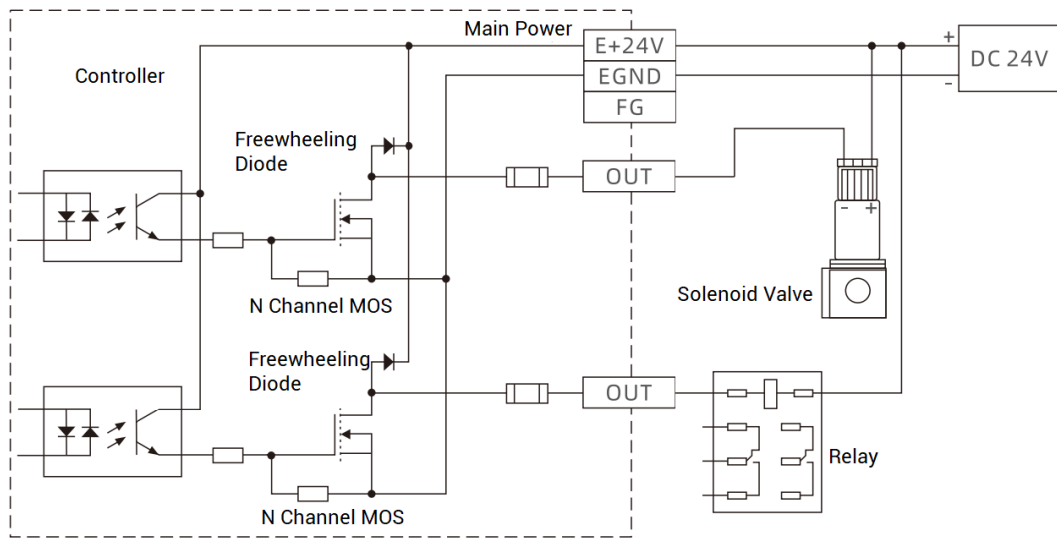 Main Power
E+24V
+
DC 24V
Controller
EGND
-
FG
Freewheeling
Diode
OUT
- +
Solenoid Valve
N Channel MOS
Freewheeling
Diode
OUT
Relay
N Channel MOS